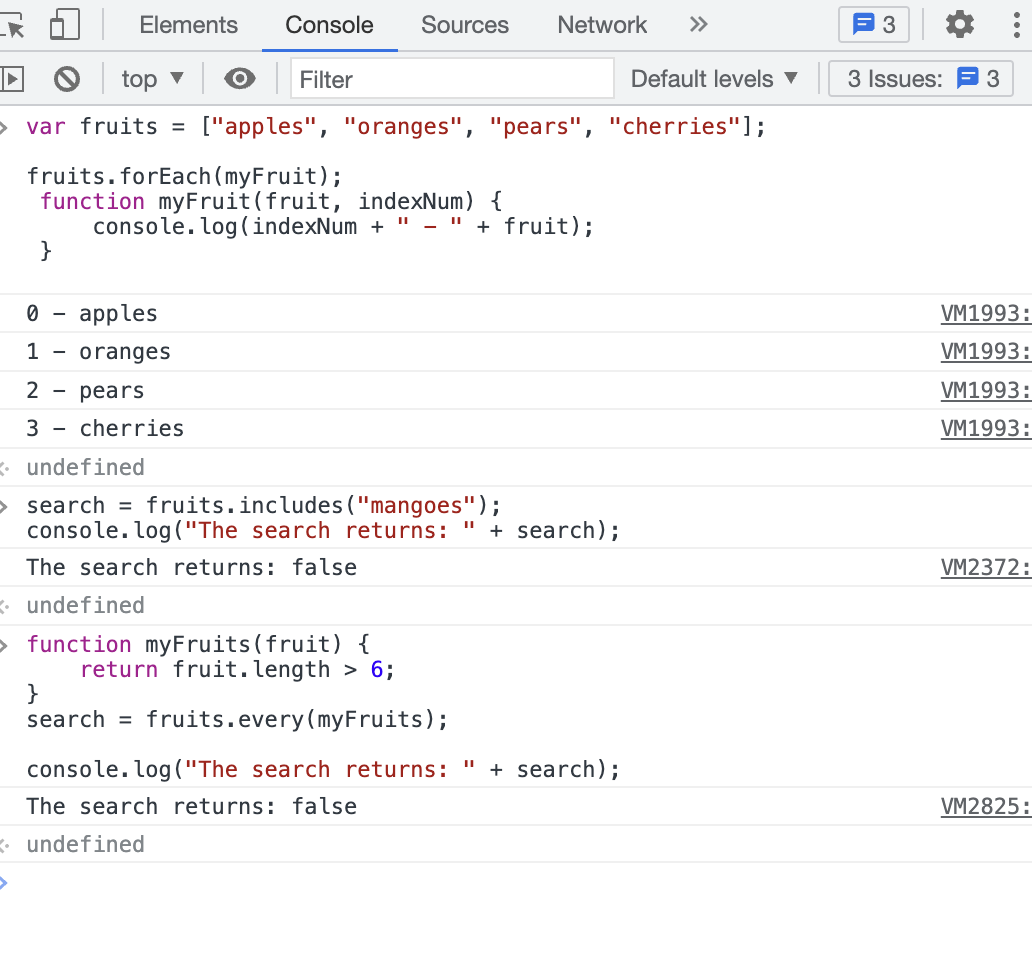 Elements Console Sources Network » 3
top ▼ Filter Default levels ▼ 3 Issues: 3
var fruits = ["apples", "oranges", "pears", "cherries"];
fruits.forEach(myFruit);
 function myFruit(fruit, indexNum) {
     console.log(indexNum + " – " + fruit);
 }
0 – apples VM1993:
1 – oranges VM1993:
2 – pears VM1993:
3 – cherries VM1993:
undefined
search = fruits.includes("mangoes");
console.log("The search returns: " + search);
The search returns: false VM2372:
undefined
function myFruits(fruit) {
    return fruit.length > 6;
}
search = fruits.every(myFruits);
console.log("The search returns: " + search);
The search returns: false VM2825:
undefined